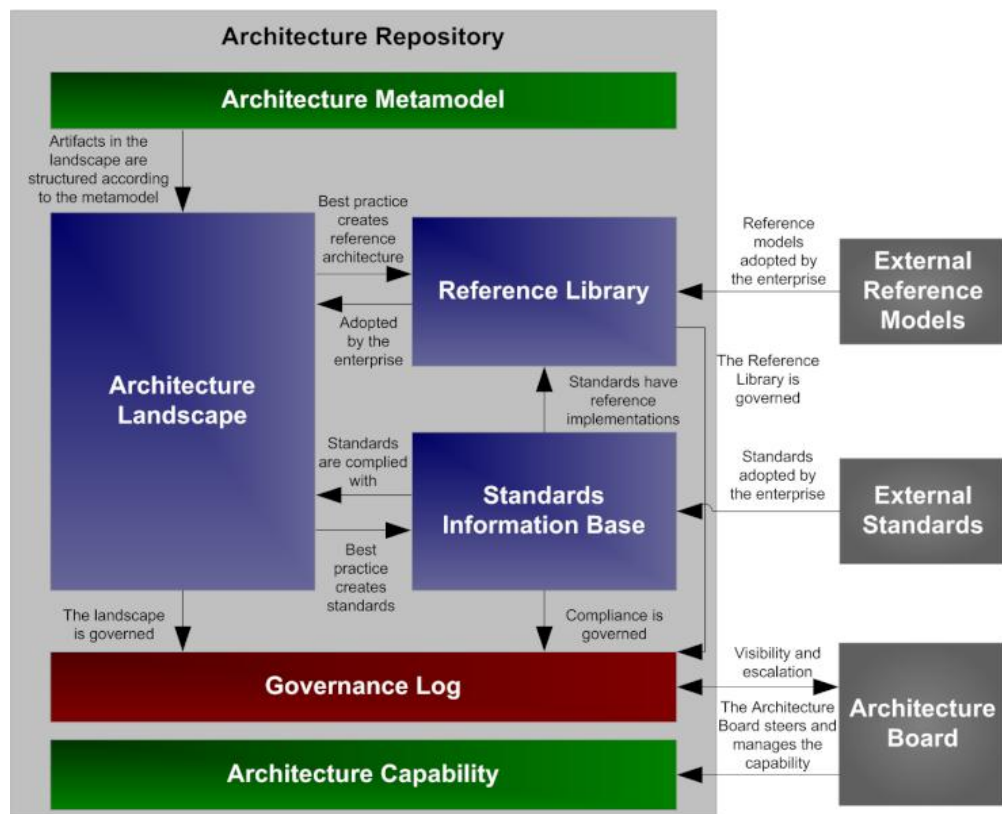 Architecture Repository
Architecture Metamodel
Artifacts in the
landscape are
structured according
to the metamodel
Best practice
creates
reference
architecture
Reference
models
adopted by
the enterprise
External
Reference
Models
Reference Library
Adopted
by the
enterprise
The Reference
Library is
governed
Architecture
Landscape
Standards have
reference
implementations
Standards
are complied
with
Standards
adopted by
the enterprise
External
Standards
Standards
Information Base
Best
practice
creates
standards
The landscape
is governed
Compliance is
governed
Governance Log
Visibility and
escalation
The Architecture
Board steers and
manages the
capability
Architecture
Board
Architecture Capability